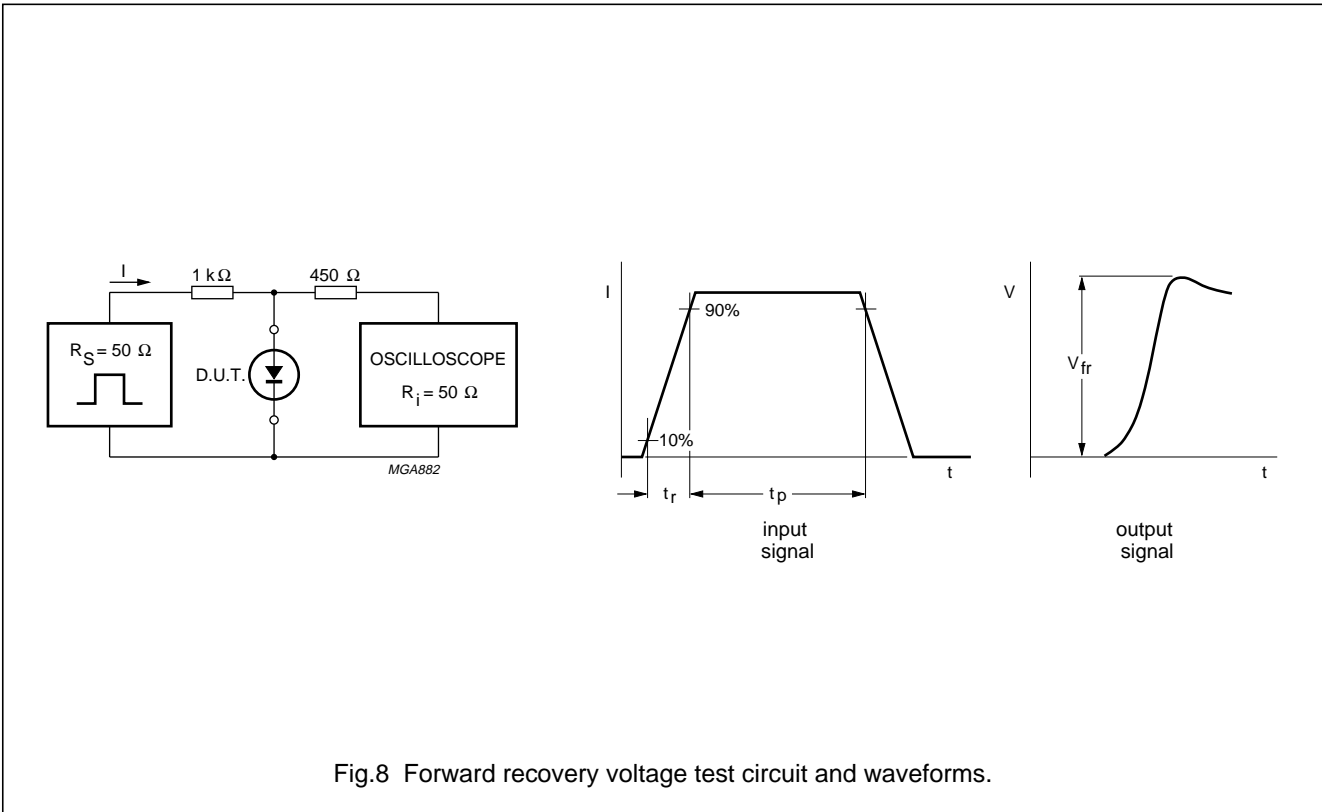 I
1 kΩ
450 Ω
R_S = 50 Ω
D.U.T.
OSCILLOSCOPE
R_i = 50 Ω
MGA882
I
90%
10%
t
t_r
t_p
input
signal
V
V_fr
t
output
signal
Fig.8 Forward recovery voltage test circuit and waveforms.